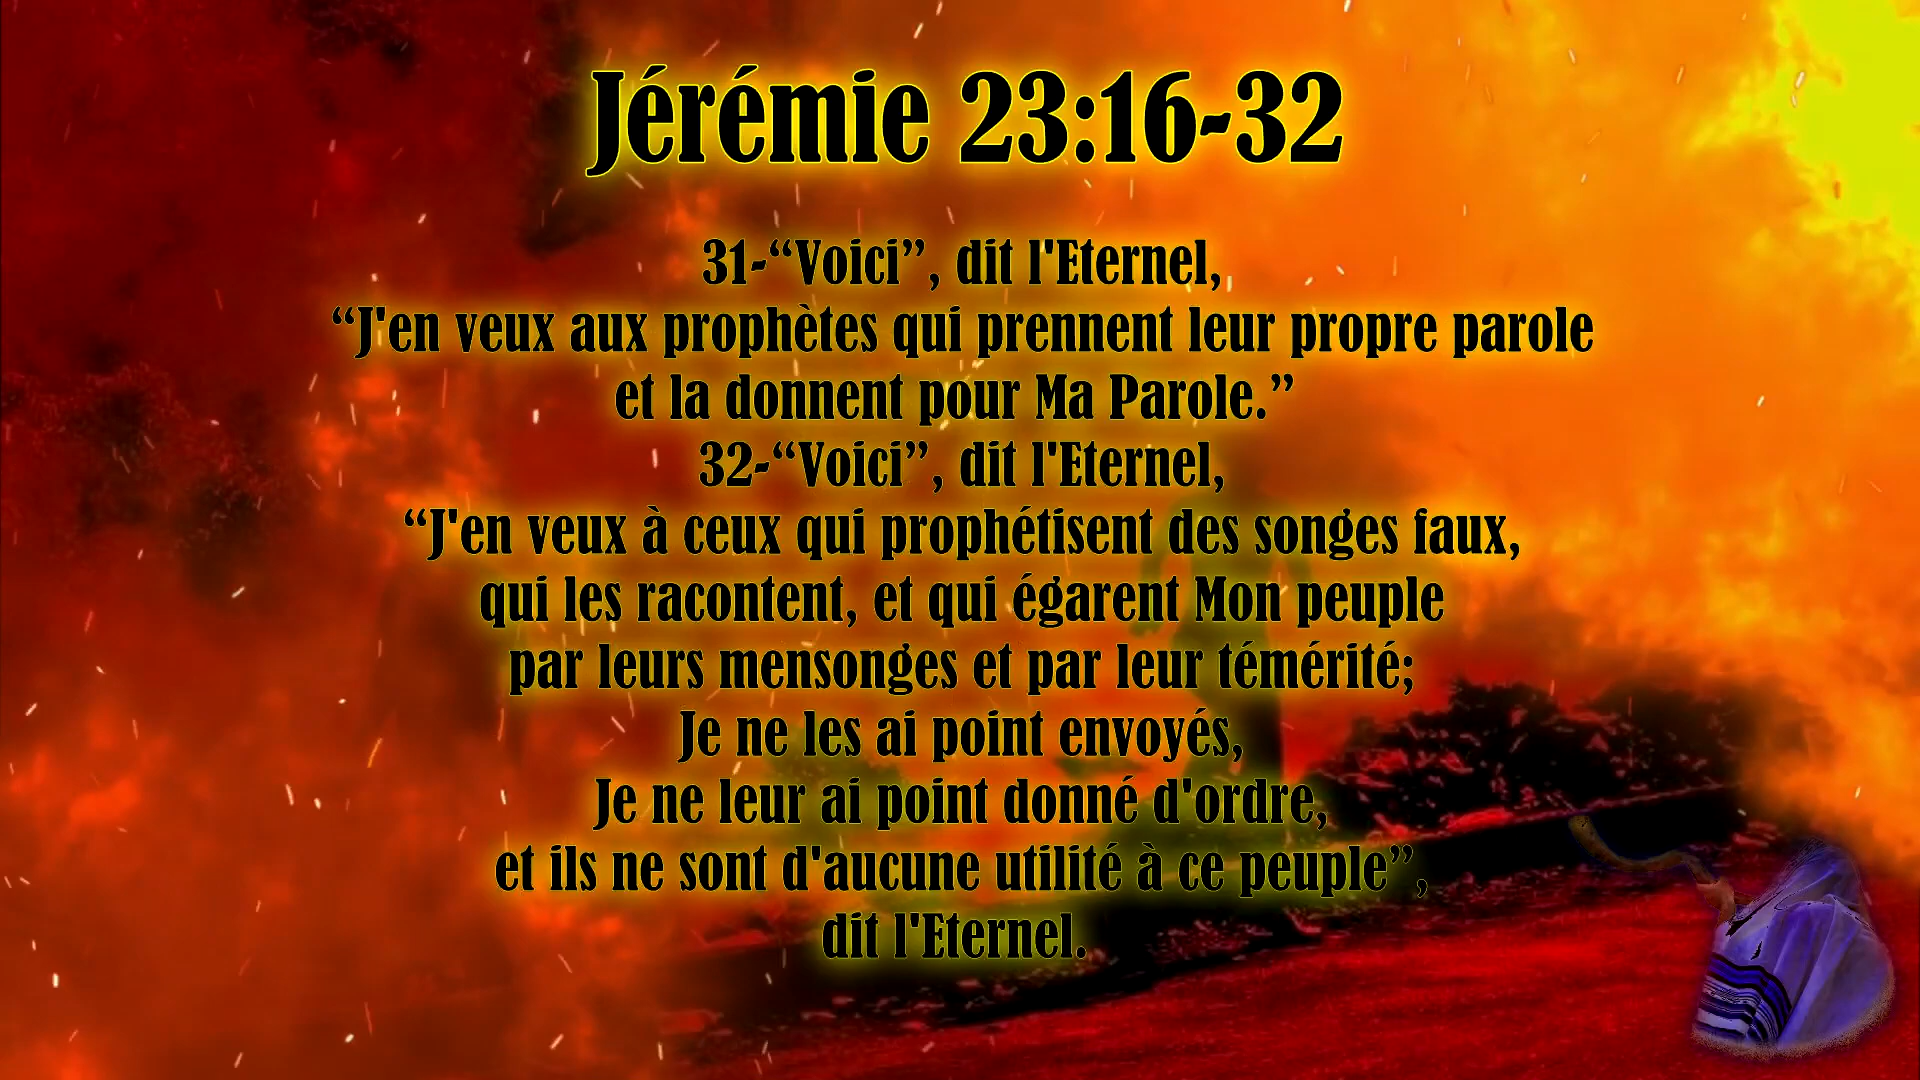 Jérémie 23:16-32
31-“Voici”, dit l'Eternel,
“J'en veux aux prophètes qui prennent leur propre parole
et la donnent pour Ma Parole.”
32-“Voici”, dit l'Eternel,
“J'en veux à ceux qui prophétisent des songes faux,
qui les racontent, et qui égarent Mon peuple
par leurs mensonges et par leur témérité;
Je ne les ai point envoyés,
Je ne leur ai point donné d'ordre,
et ils ne sont d'aucune utilité à ce peuple”,
dit l'Eternel.